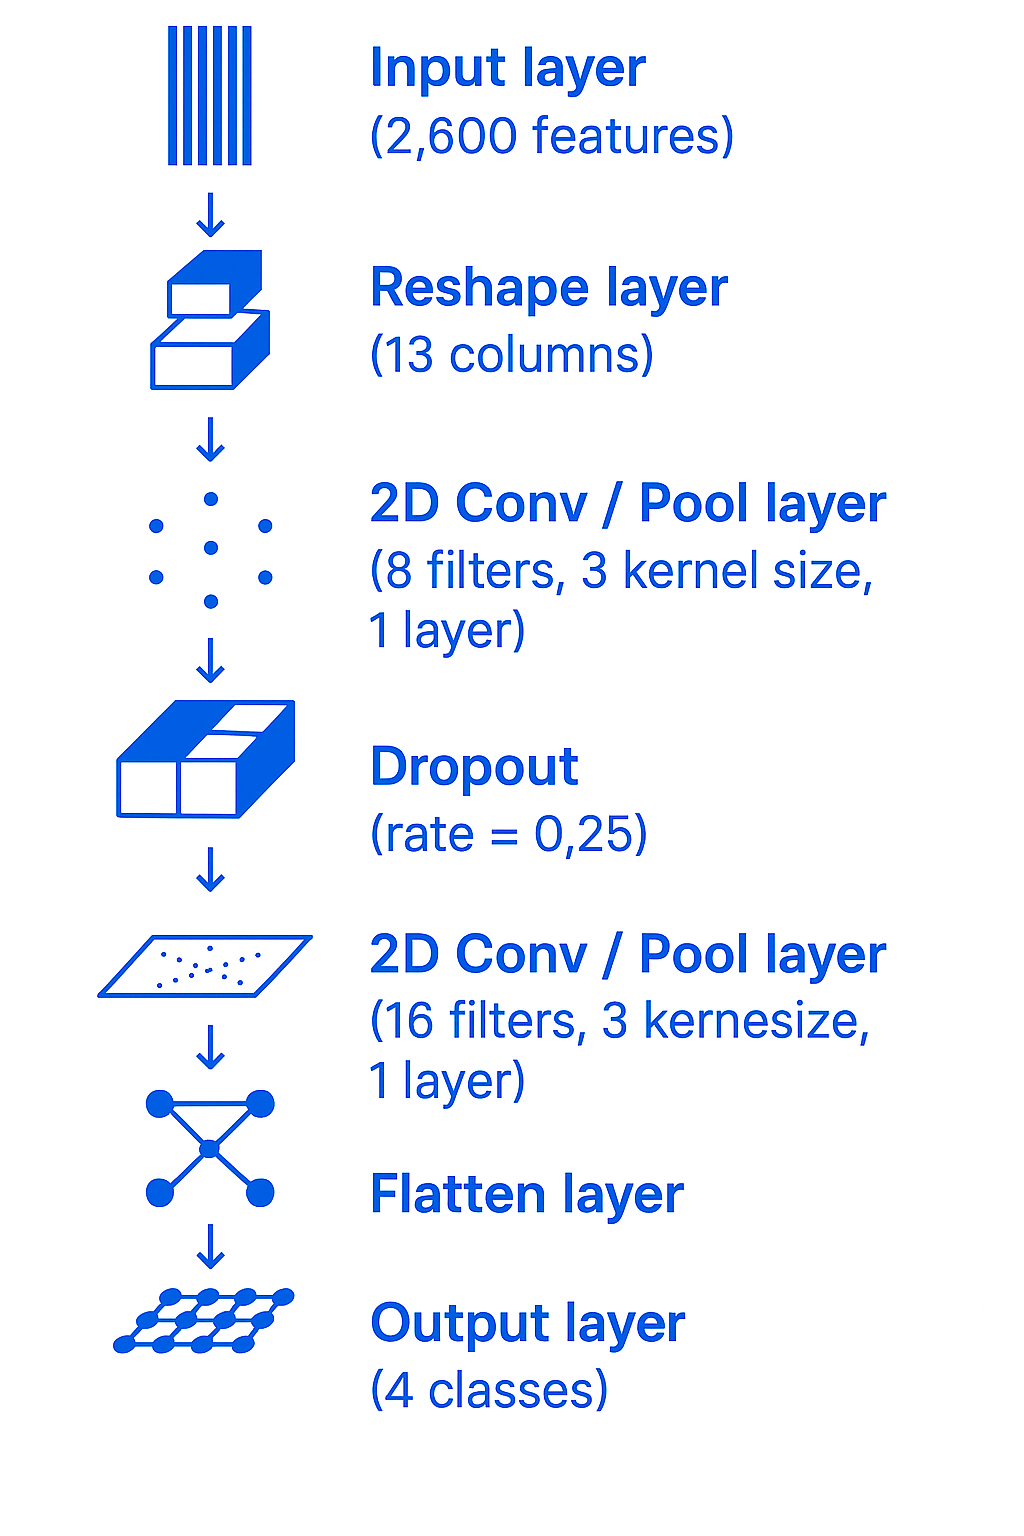 Input layer
(2,600 features)
Reshape layer
(13 columns)
2D Conv / Pool layer
(8 filters, 3 kernel size,
1 layer)
Dropout
(rate = 0,25)
2D Conv / Pool layer
(16 filters, 3 kernesize,
1 layer)
Flatten layer
Output layer
(4 classes)